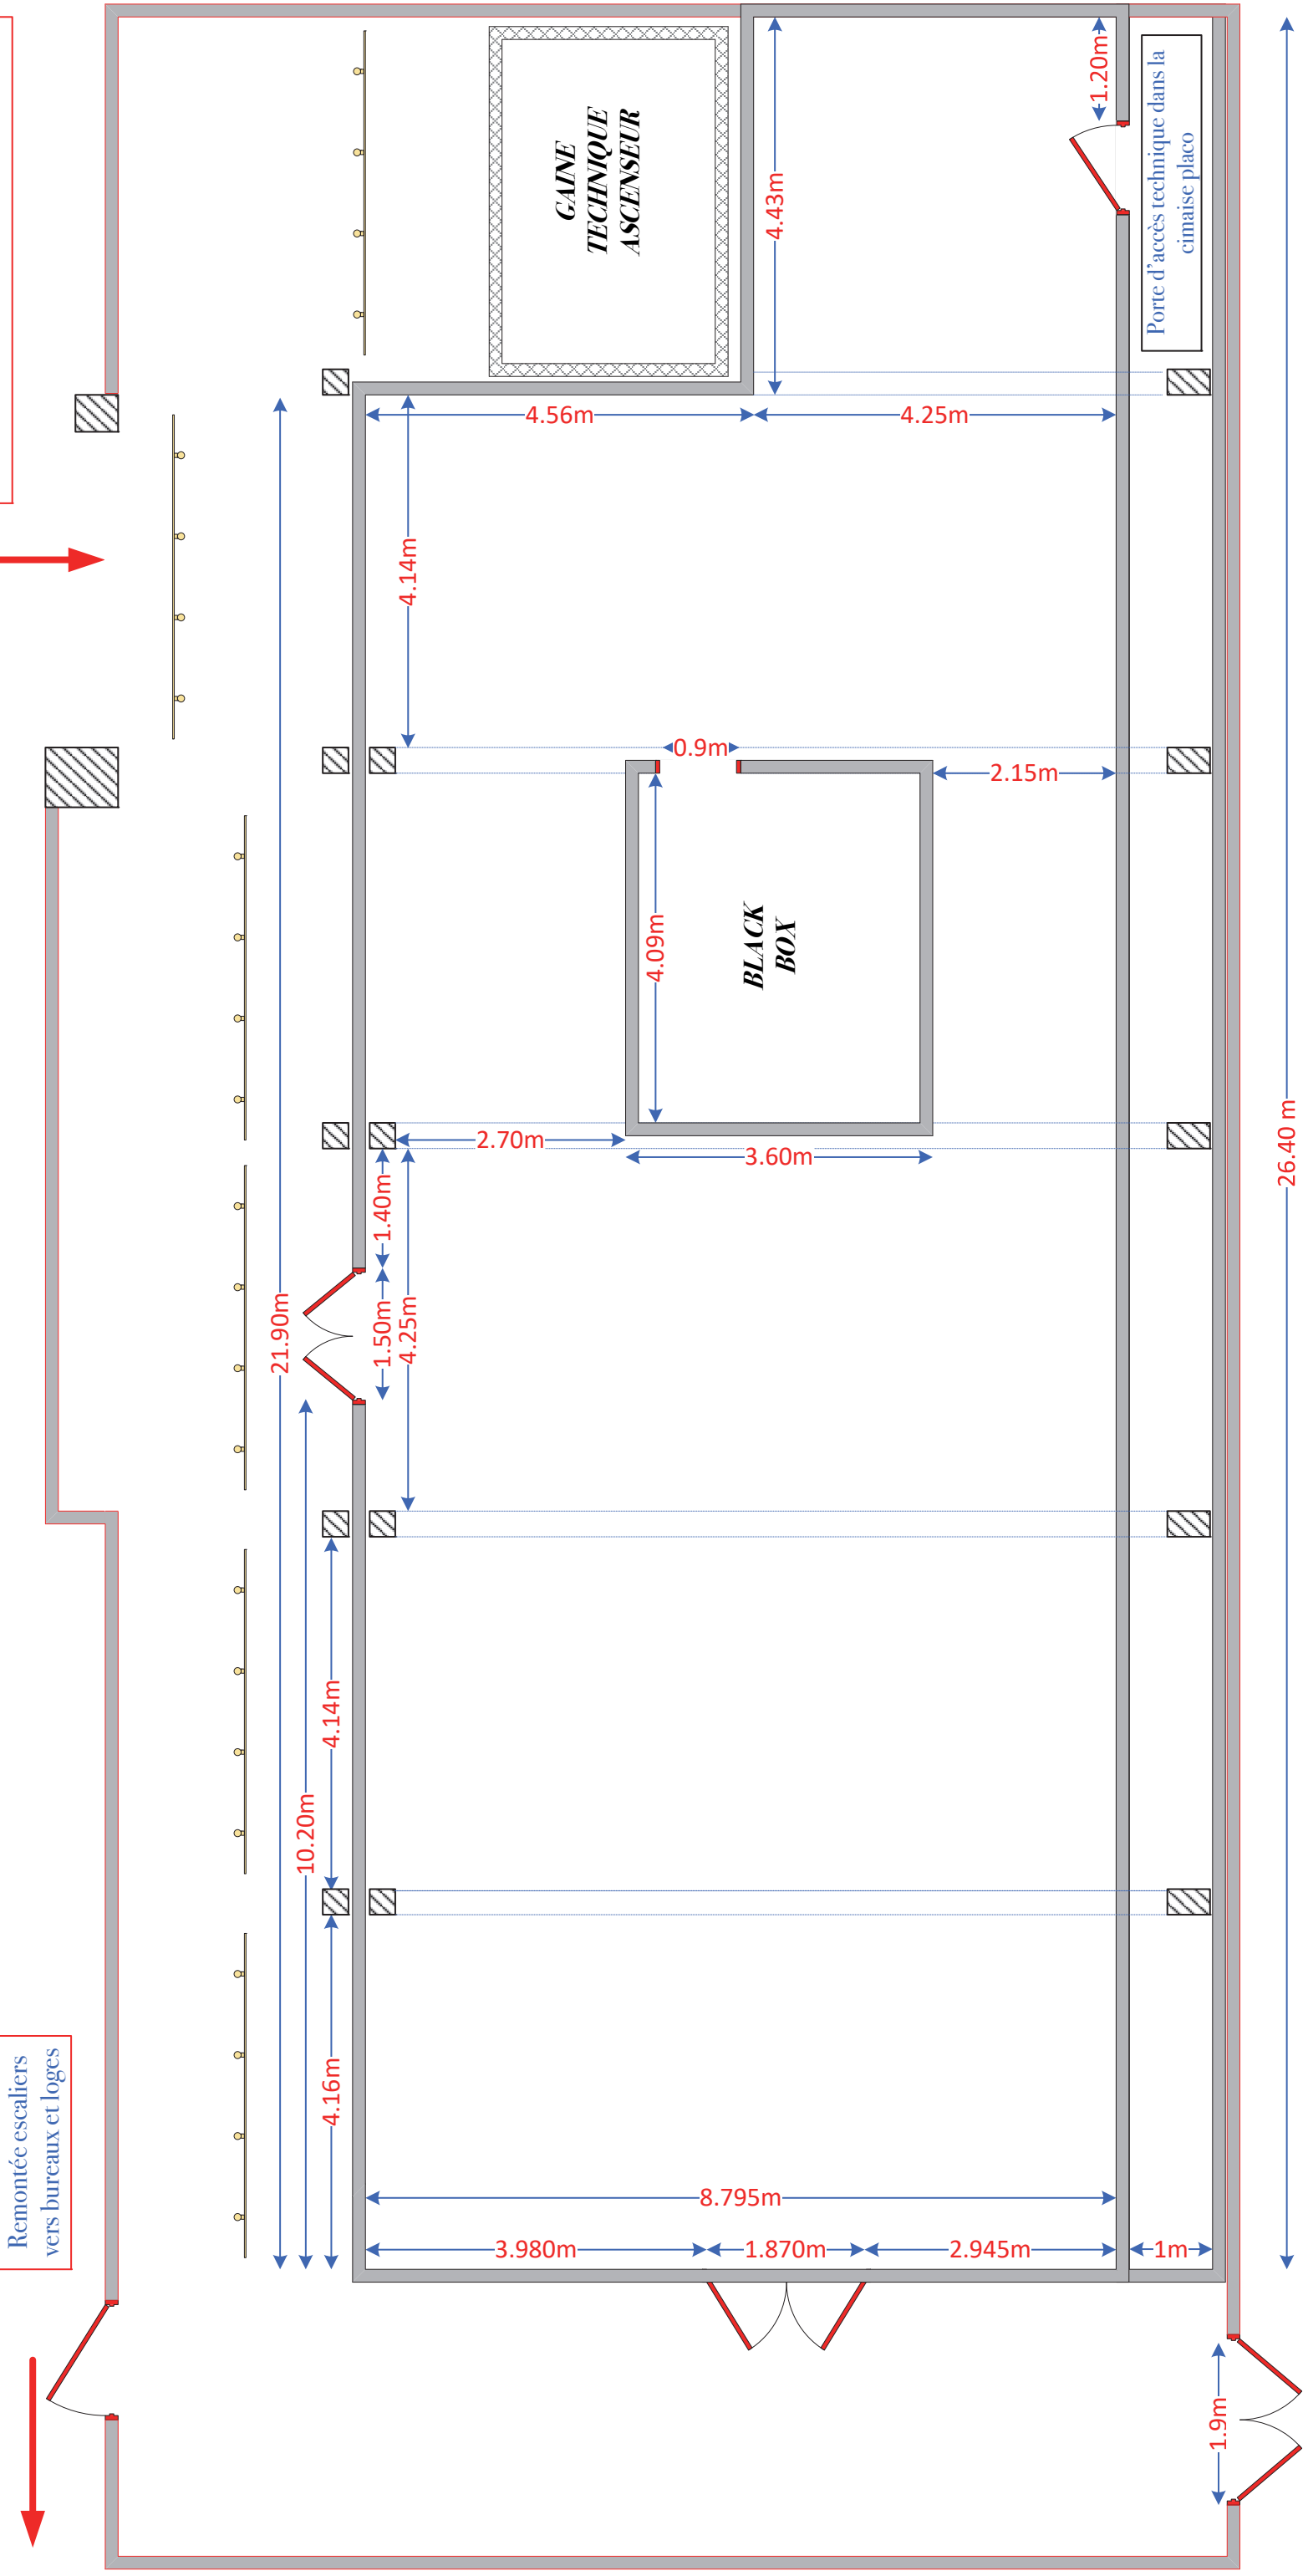 1.20m
Porte d'accès technique dans la
cimaise placo
GAINE
TECHNIQUE
ASCENSEUR
4.43m
4.56m
4.25m
4.14m
0.9m
2.15m
4.09m
BLACK
BOX
2.70m
3.60m
26.40 m
1.40m
1.50m
4.25m
21.90m
4.14m
10.20m
4.16m
Remontée escaliers
vers bureaux et loges
8.795m
3.980m
1.870m
2.945m
1m
1.9m